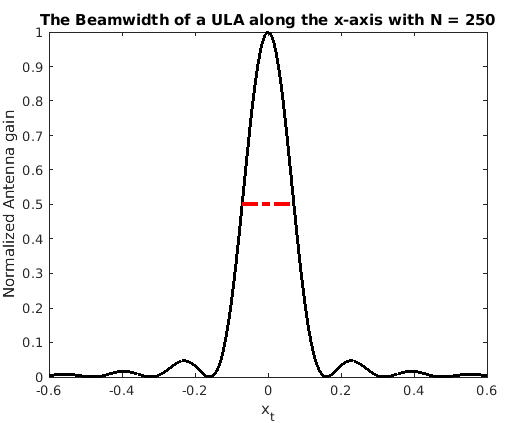 The Beamwidth of a ULA along the x-axis with N = 250
1
0.9
0.8
0.7
0.6
0.5
0.4
0.3
0.2
0.1
0
Normalized Antenna gain
-0.6 -0.4 -0.2 0 0.2 0.4 0.6
x_t